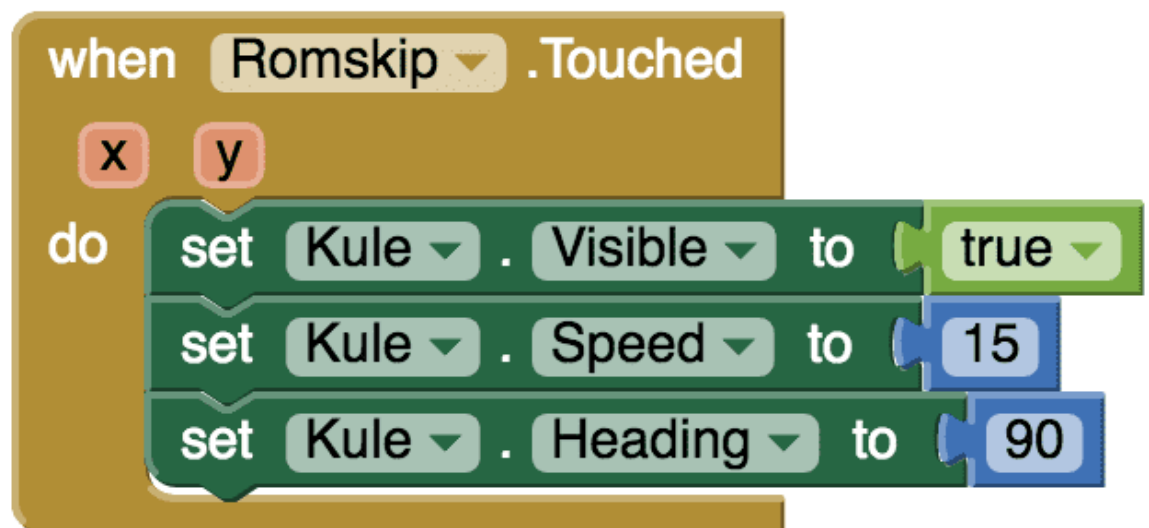 when Romskip .Touched
x y
do set Kule . Visible to true
set Kule . Speed to 15
set Kule . Heading to 90